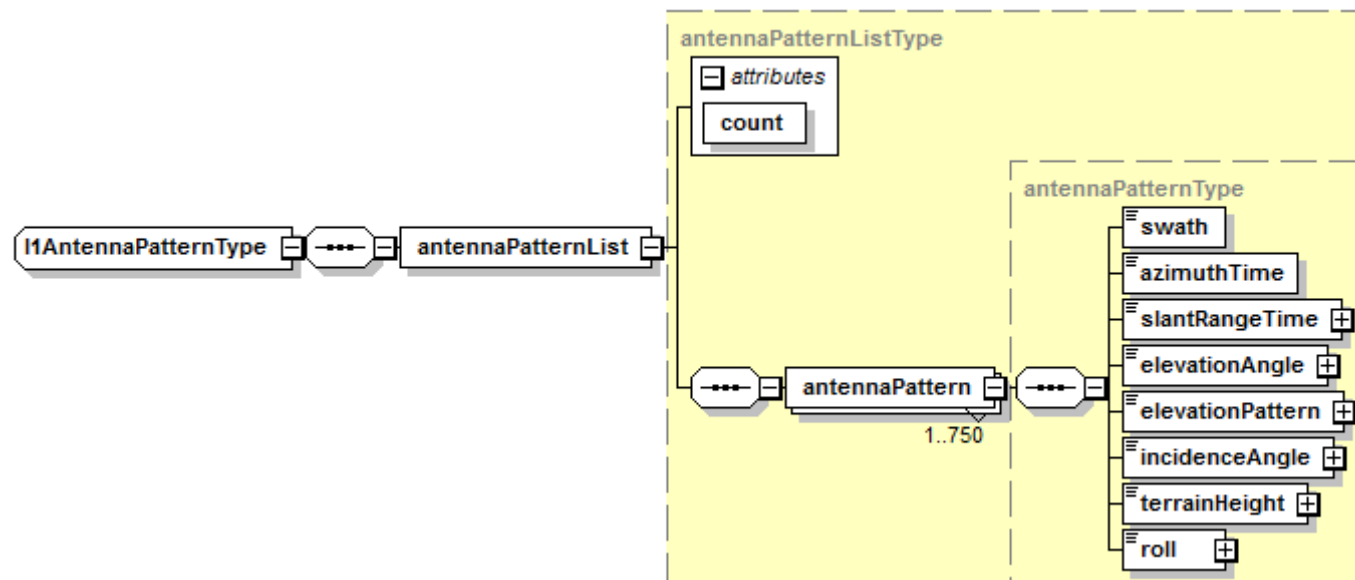 antennaPatternListType
attributes
count
antennaPatternType
l1AntennaPatternType
antennaPatternList
swath
azimuthTime
slantRangeTime
elevationAngle
antennaPattern
1..750
elevationPattern
incidenceAngle
terrainHeight
roll